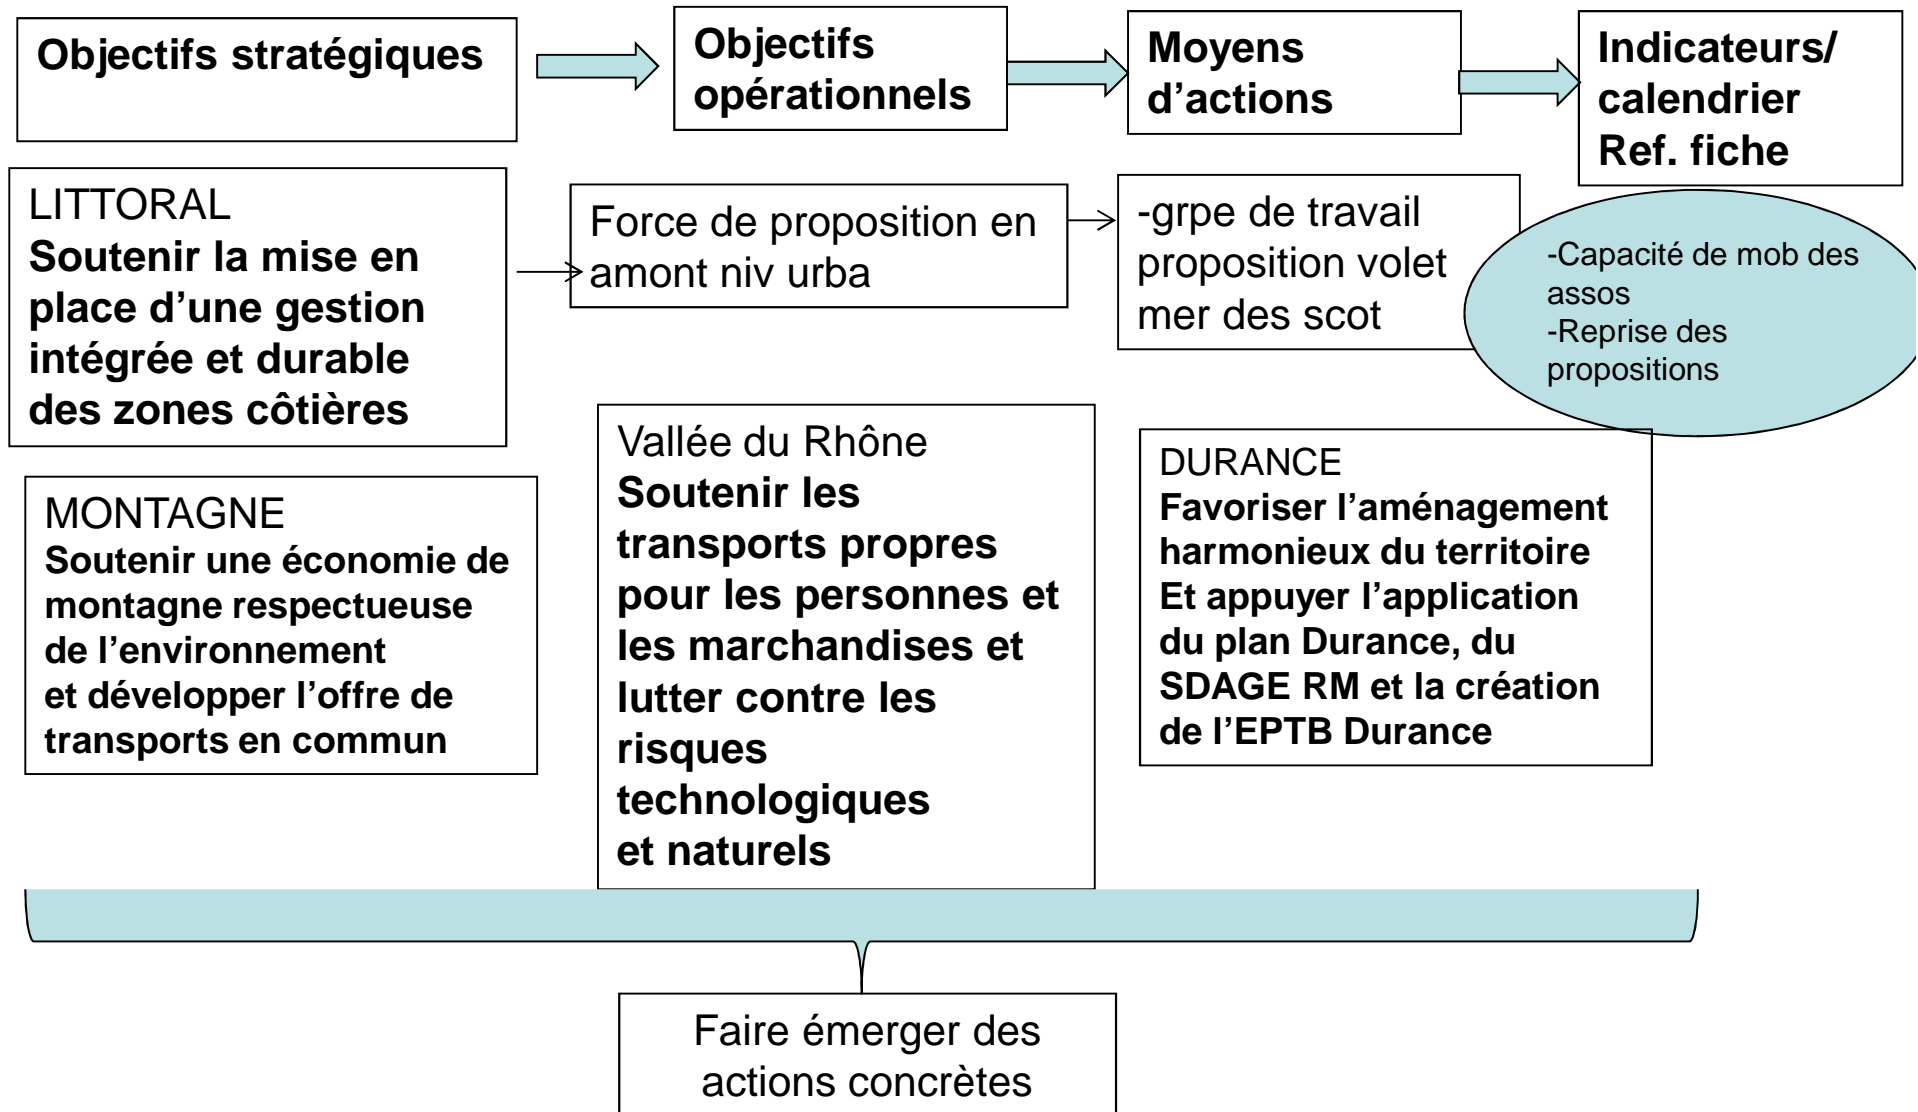 Objectifs stratégiques
Objectifs
opérationnels
Moyens
d’actions
Indicateurs/
calendrier
Ref. fiche
LITTORAL
Soutenir la mise en
place d’une gestion
intégrée et durable
des zones côtières
Force de proposition en
amont niv urba
-grpe de travail
proposition volet
mer des scot
-Capacité de mob des
assos
-Reprise des
propositions
MONTAGNE
Soutenir une économie de
montagne respectueuse
de l’environnement
et développer l’offre de
transports en commun
Vallée du Rhône
Soutenir les
transports propres
pour les personnes et
les marchandises et
lutter contre les
risques
technologiques
et naturels
DURANCE
Favoriser l’aménagement
harmonieux du territoire
Et appuyer l’application
du plan Durance, du
SDAGE RM et la création
de l’EPTB Durance
Faire émerger des
actions concrètes